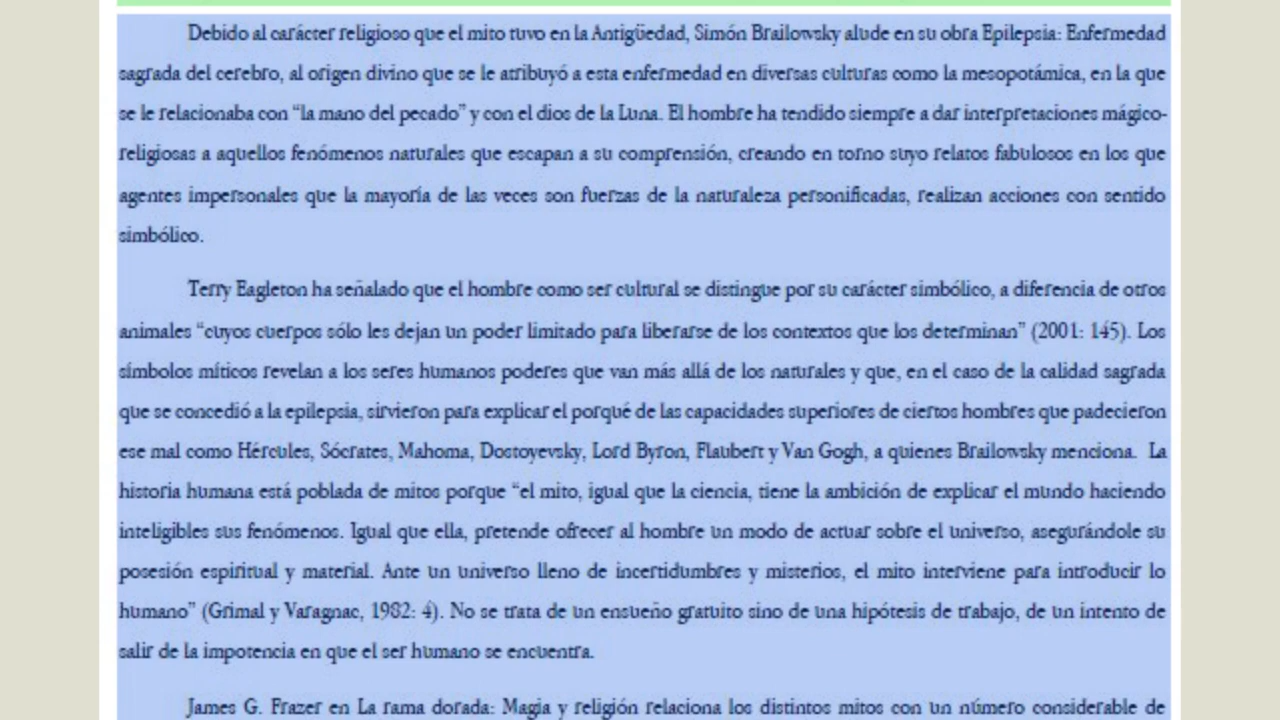 Debido al carácter religioso que el mito tuvo en la Antigüedad, Simón Brailowsky alude en su obra Epilepsia: Enfermedad
sagrada del cerebro, al origen divino que se le atribuyó a esta enfermedad en diversas culturas como la mesopotámica, en la que
se le relacionaba con “la mano del pecado” y con el dios de la Luna. El hombre ha tendido siempre a dar interpretaciones mágico-
religiosas a aquellos fenómenos naturales que escapan a su comprensión, creando en torno suyo relatos fabulosos en los que
agentes impersonales que la mayoría de las veces son fuerzas de la naturaleza personificadas, realizan acciones con sentido
simbólico.
Terry Eagleton ha señalado que el hombre como ser cultural se distingue por su carácter simbólico, a diferencia de otros
animales “cuyos cuerpos sólo les dejan un poder limitado para liberarse de los contextos que los determinan” (2001: 145). Los
símbolos míticos revelan a los seres humanos poderes que van más allá de los naturales y que, en el caso de la calidad sagrada
que se concedió a la epilepsia, sirvieron para explicar el porqué de las capacidades superiores de ciertos hombres que padecieron
ese mal como Hércules, Sócrates, Mahoma, Dostoyevsky, Lord Byron, Flaubert y Van Gogh, a quienes Brailowsky menciona. La
historia humana está poblada de mitos porque “el mito, igual que la ciencia, tiene la ambición de explicar el mundo haciendo
inteligibles sus fenómenos. Igual que ella, pretende ofrecer al hombre un modo de actuar sobre el universo, asegurándole su
posesión espiritual y material. Ante un universo lleno de incertidumbres y misterios, el mito interviene para introducir lo
humano” (Grimal y Varagnac, 1982: 4). No se trata de un ensueño gratuito sino de una hipótesis de trabajo, de un intento de
salir de la impotencia en que el ser humano se encuentra.
James G. Frazer en La rama dorada: Magia y religión relaciona los distintos mitos con un número considerable de